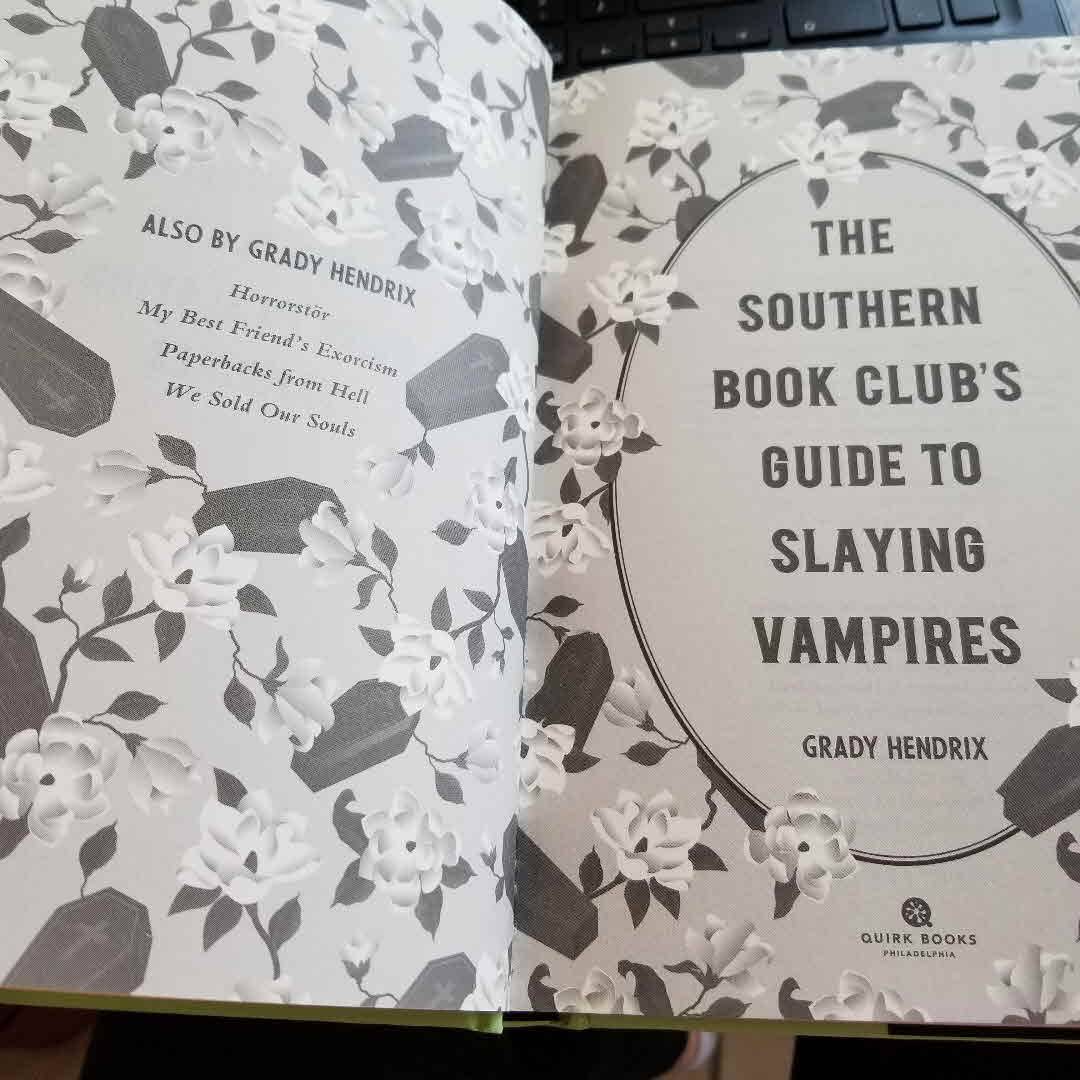 ALSO BY GRADY HENDRIX
Horrorstör
My Best Friend's Exorcism
Paperbacks from Hell
We Sold Our Souls
THE
SOUTHERN
BOOK CLUB'S
GUIDE TO
SLAYING
VAMPIRES
GRADY HENDRIX
QUIRK BOOKS
PHILADELPHIA